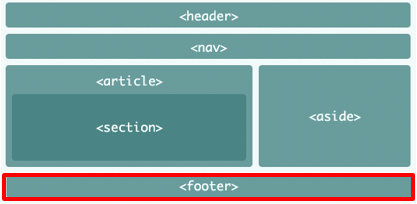 <header>
<nav>
<article>
<section>
<aside>
<footer>